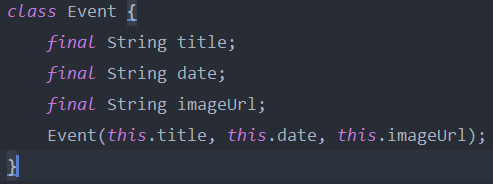 class Event {
    final String title;
    final String date;
    final String imageUrl;
    Event(this.title, this.date, this.imageUrl);
}